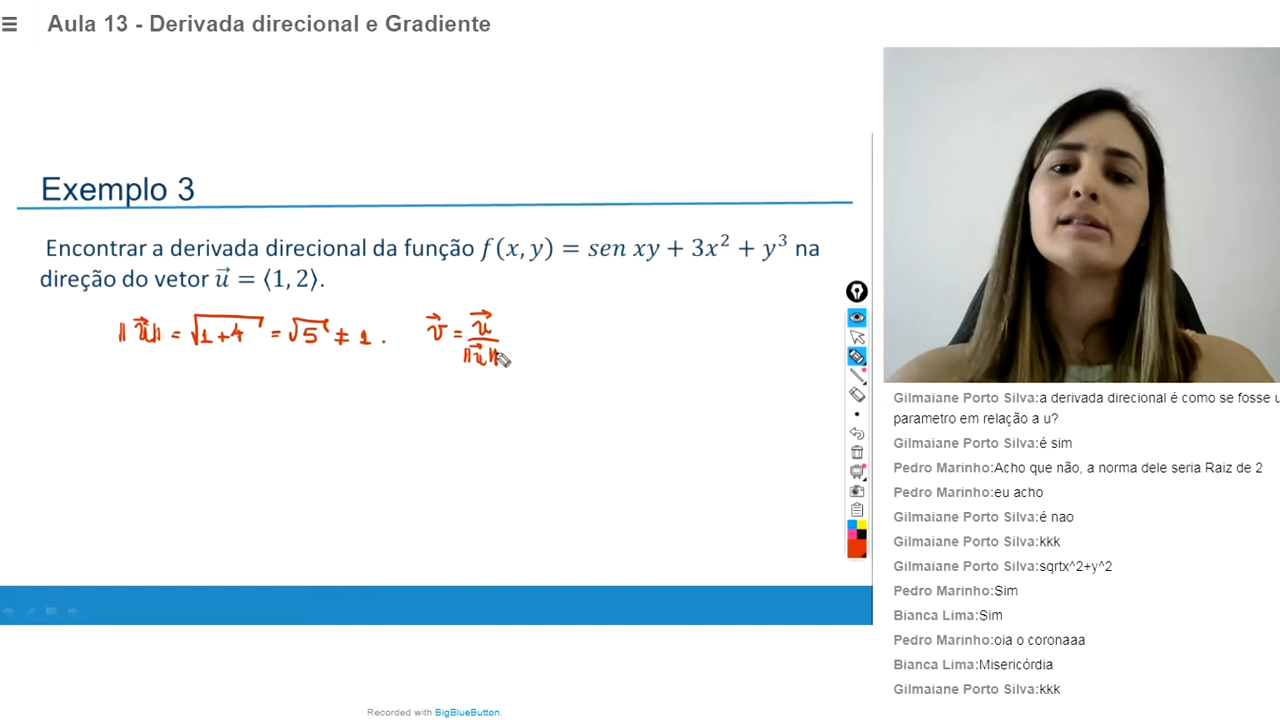 Aula 13 - Derivada direcional e Gradiente
Exemplo 3
Encontrar a derivada direcional da função f(x, y) = sen xy + 3x² + y³ na
direção do vetor u⃗ = ⟨1, 2⟩.
‖u⃗‖ = √1+4 = √5 ≠ 1 . v⃗ = u⃗ / ‖u⃗‖
Gilmaiane Porto Silva:a derivada direcional é como se fosse u
parametro em relação a u?
Gilmaiane Porto Silva:é sim
Pedro Marinho:Acho que não, a norma dele seria Raiz de 2
Pedro Marinho:eu acho
Gilmaiane Porto Silva:é nao
Gilmaiane Porto Silva:kkk
Gilmaiane Porto Silva:sqrtx^2+y^2
Pedro Marinho:Sim
Bianca Lima:Sim
Pedro Marinho:oia o coronaaa
Bianca Lima:Misericórdia
Gilmaiane Porto Silva:kkk
Recorded with BigBlueButton.